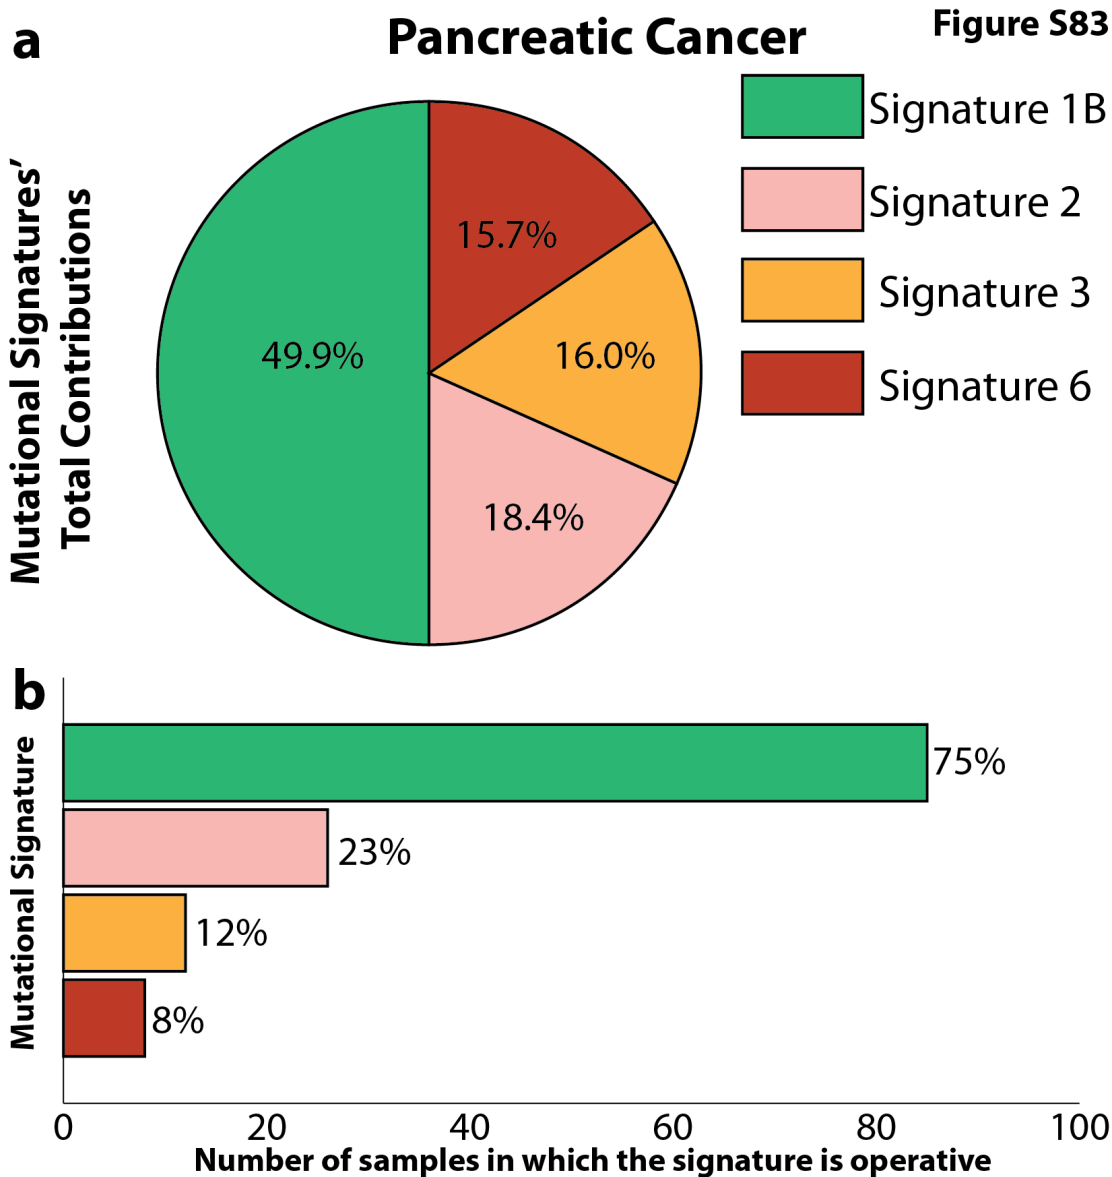 a
Pancreatic Cancer
Figure S83
Mutational Signatures’
Total Contributions
15.7%
49.9%
16.0%
18.4%
Signature 1B
Signature 2
Signature 3
Signature 6
b
Mutational Signature
75%
23%
12%
8%
0 20 40 60 80 100
Number of samples in which the signature is operative